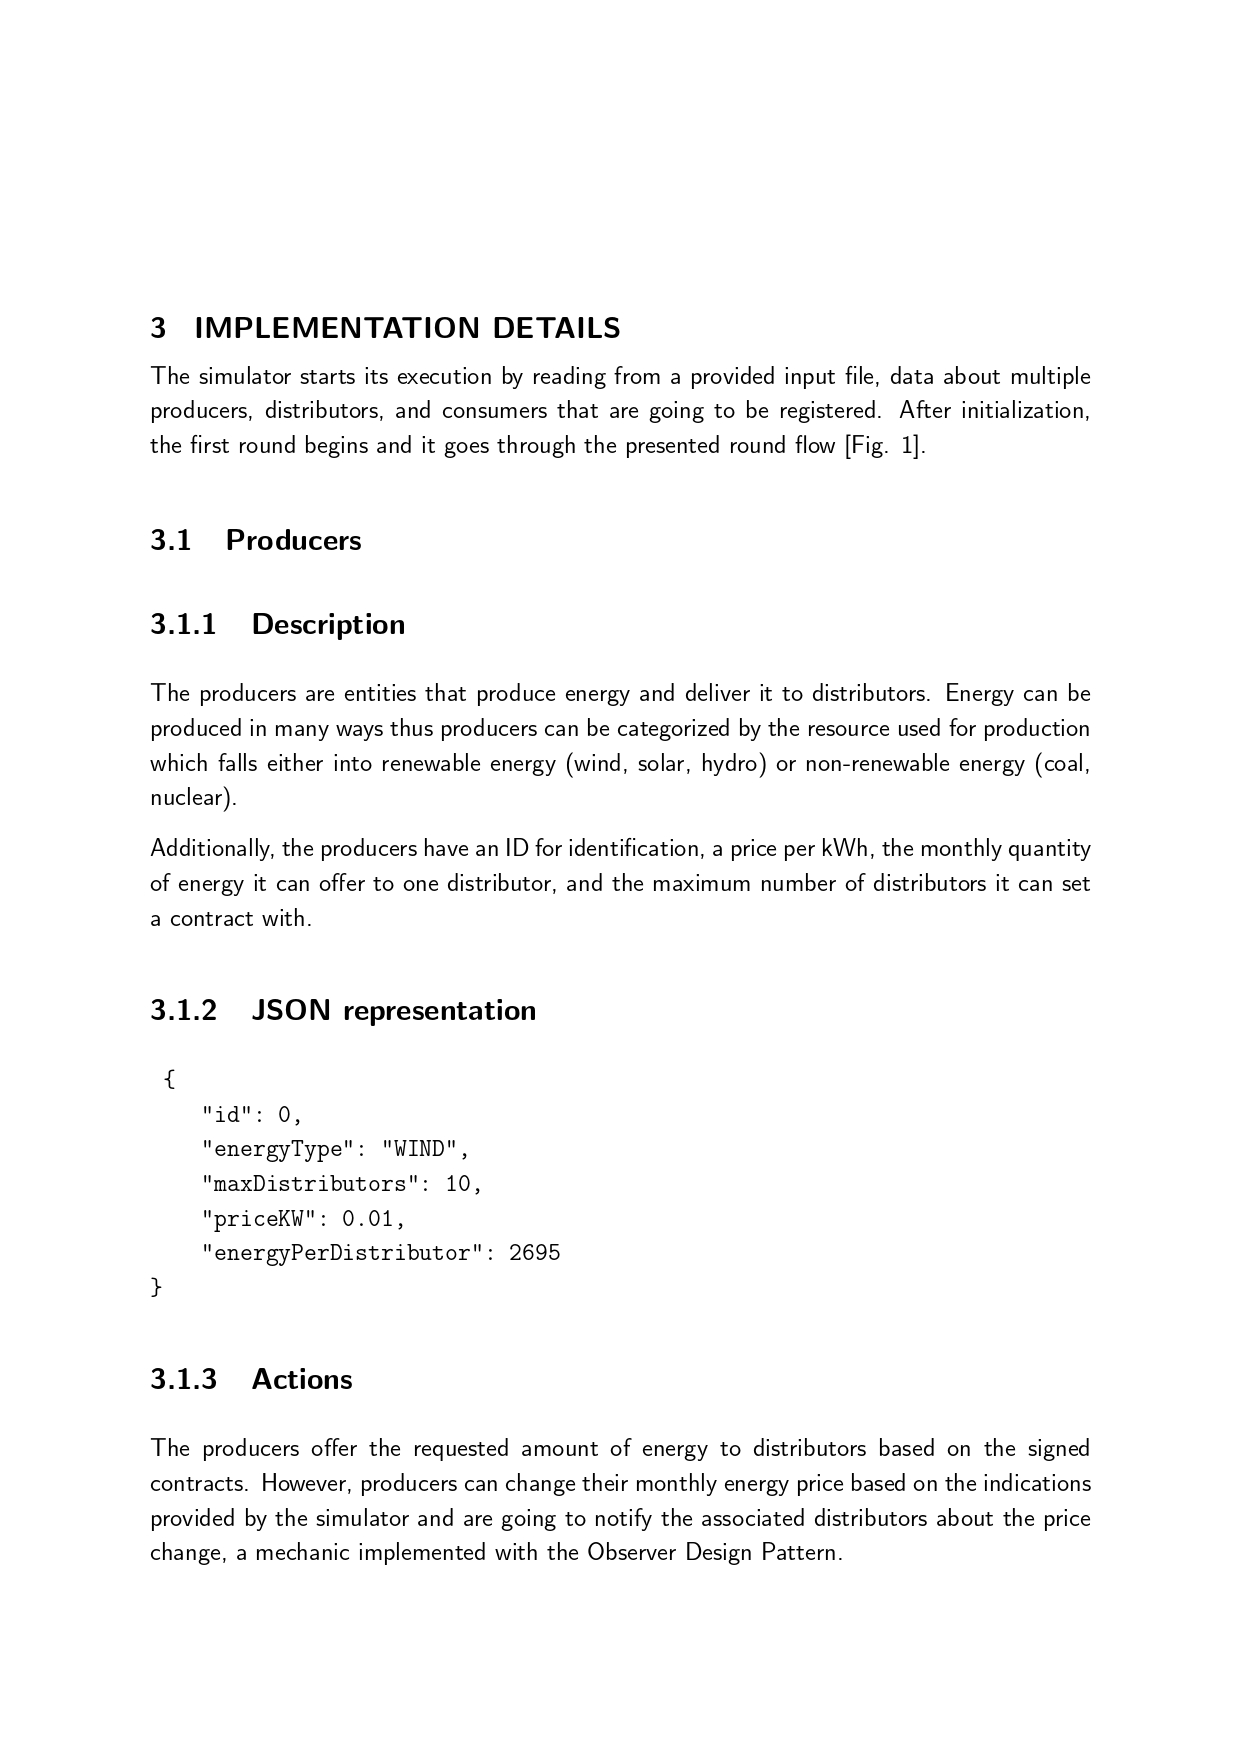 3 IMPLEMENTATION DETAILS
The simulator starts its execution by reading from a provided input file, data about multiple
producers, distributors, and consumers that are going to be registered. After initialization,
the first round begins and it goes through the presented round flow [Fig. 1].
3.1 Producers
3.1.1 Description
The producers are entities that produce energy and deliver it to distributors. Energy can be
produced in many ways thus producers can be categorized by the resource used for production
which falls either into renewable energy (wind, solar, hydro) or non-renewable energy (coal,
nuclear).
Additionally, the producers have an ID for identification, a price per kWh, the monthly quantity
of energy it can offer to one distributor, and the maximum number of distributors it can set
a contract with.
3.1.2 JSON representation
{
"id": 0,
"energyType": "WIND",
"maxDistributors": 10,
"priceKW": 0.01,
"energyPerDistributor": 2695
}
3.1.3 Actions
The producers offer the requested amount of energy to distributors based on the signed
contracts. However, producers can change their monthly energy price based on the indications
provided by the simulator and are going to notify the associated distributors about the price
change, a mechanic implemented with the Observer Design Pattern.